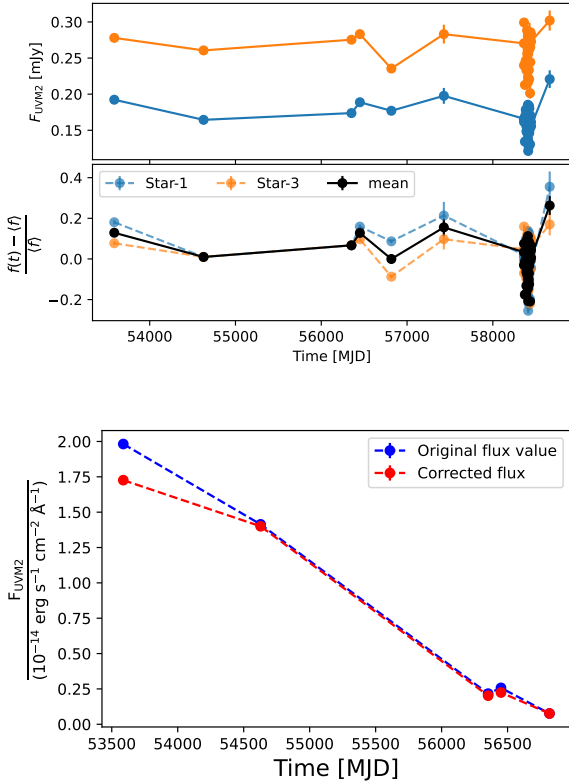 F_UVM2 [mJy]
0.30
0.25
0.20
0.15
f(t) − ⟨f⟩
⟨f⟩
0.4
0.2
0.0
−0.2
Star-1 Star-3 mean
54000 55000 56000 57000 58000
Time [MJD]
F_UVM2
(10^−14 erg s^−1 cm^−2 Å^−1)
2.00
1.75
1.50
1.25
1.00
0.75
0.50
0.25
0.00
Original flux value
Corrected flux
53500 54000 54500 55000 55500 56000 56500
Time [MJD]